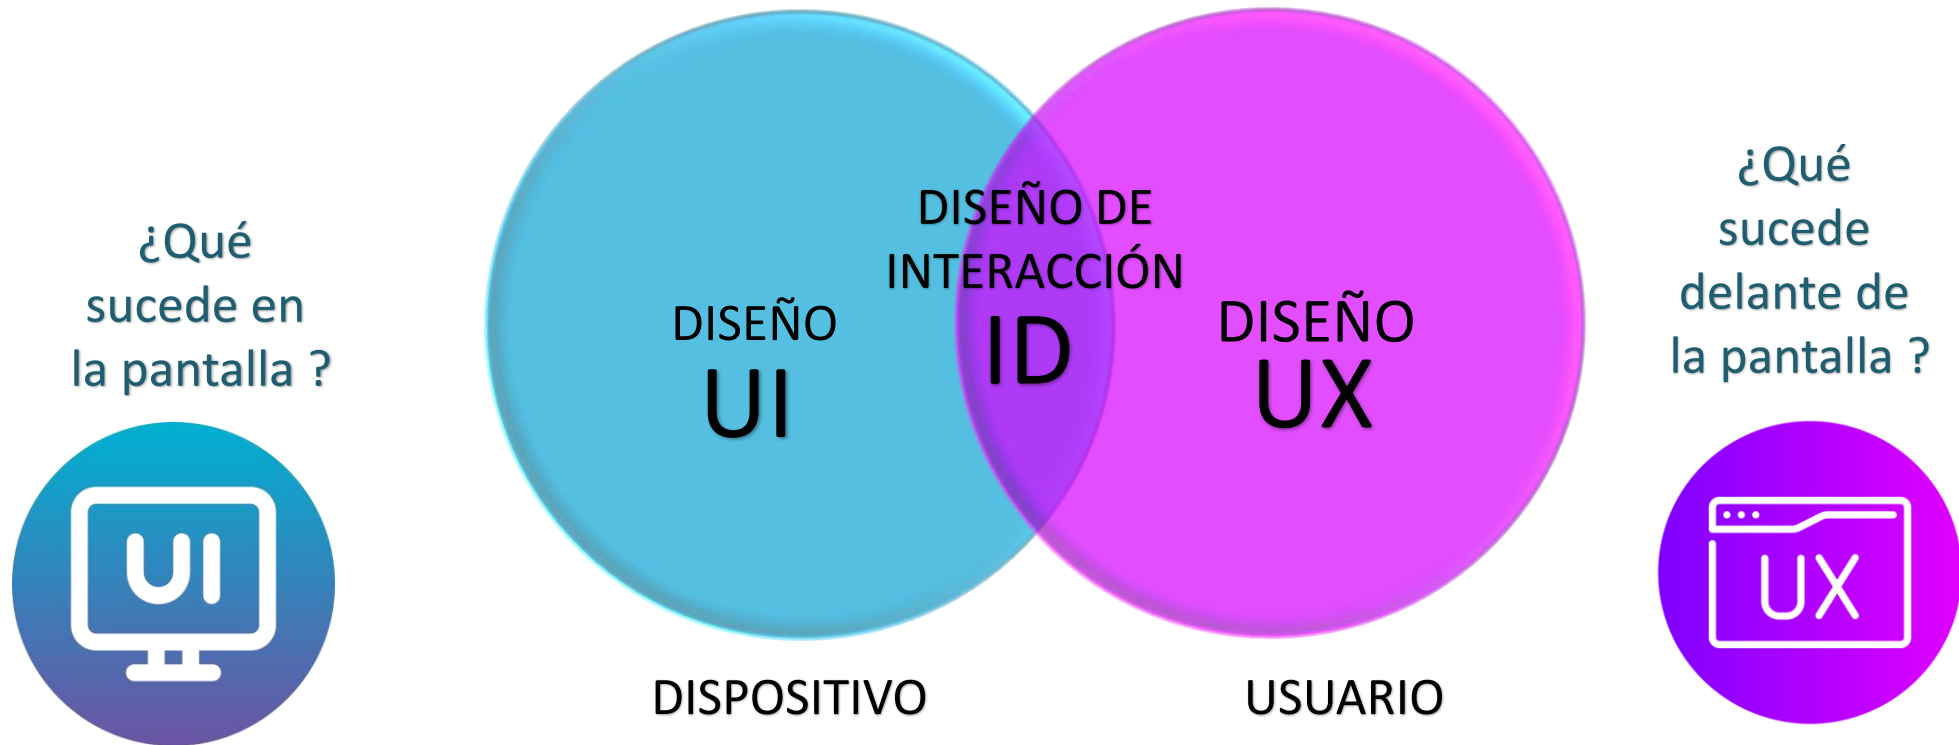 ¿Qué
sucede en
la pantalla ?
UI
DISEÑO
UI
DISEÑO DE
INTERACCIÓN
ID
DISEÑO
UX
DISPOSITIVO
USUARIO
¿Qué
sucede
delante de
la pantalla ?
UX